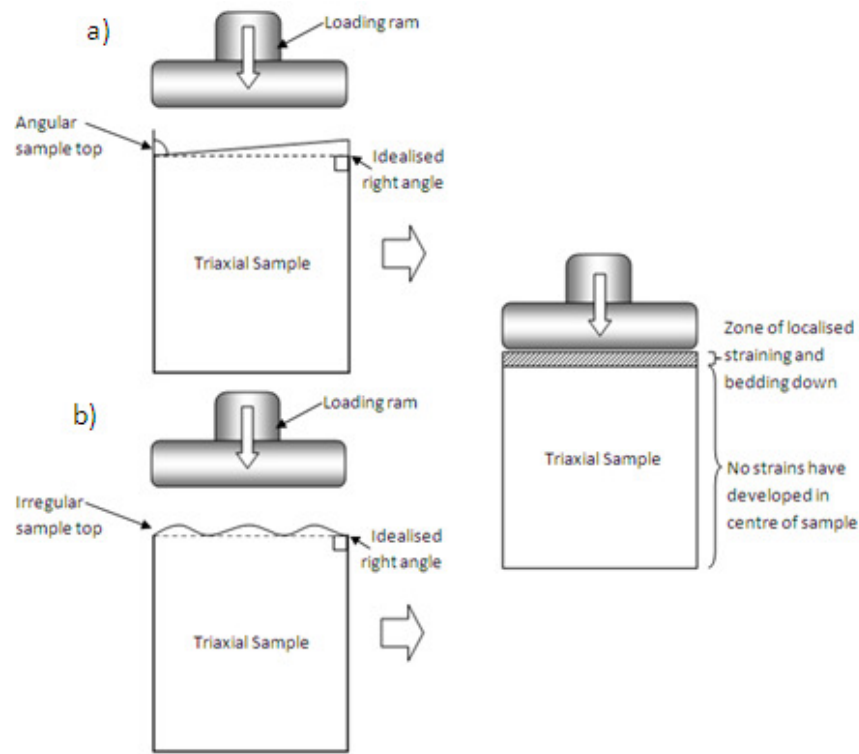 a)
Loading ram
Angular
sample top
Idealised
right angle
Triaxial Sample
b)
Loading ram
Irregular
sample top
Idealised
right angle
Triaxial Sample
Zone of localised
straining and
bedding down
Triaxial Sample
No strains have
developed in
centre of sample